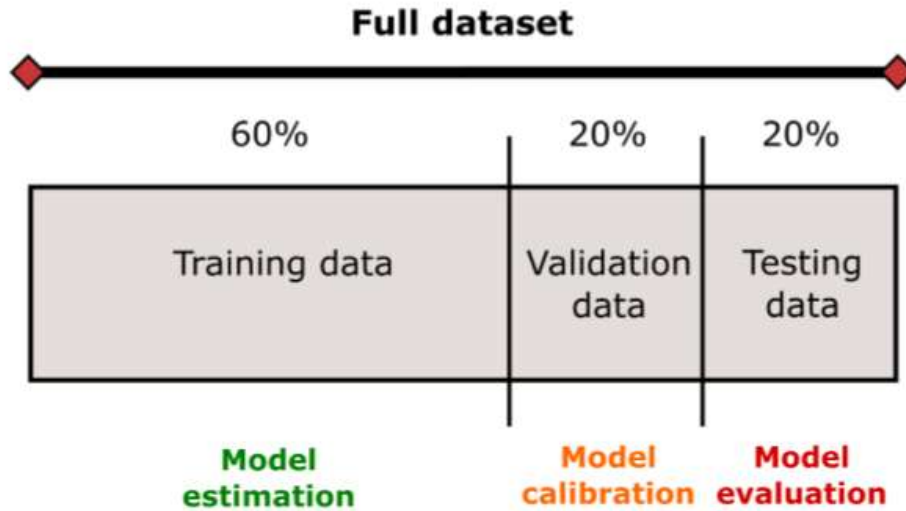 Full dataset
60% 20% 20%
Training data Validation data Testing data
Model estimation Model calibration Model evaluation